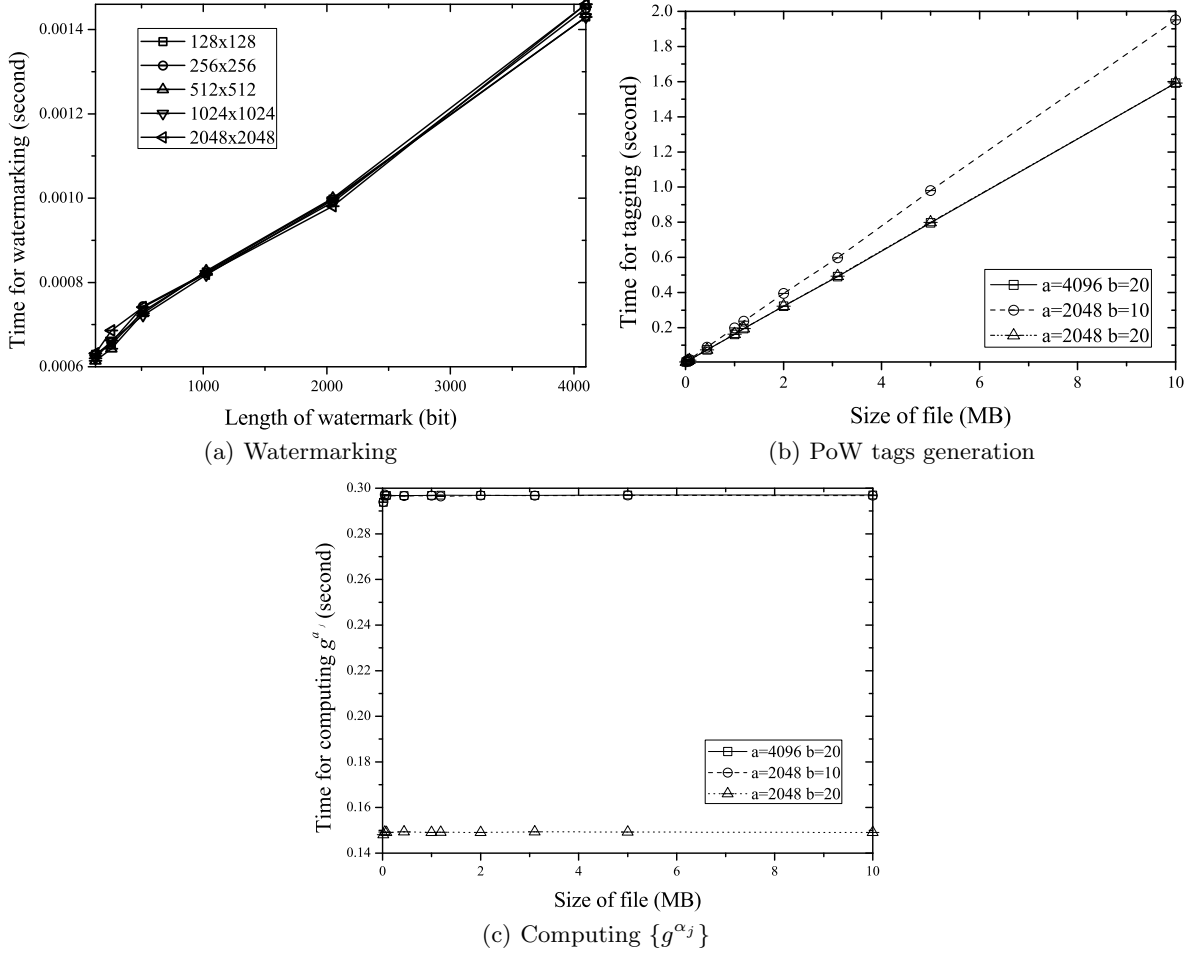 0.0014
0.0012
0.0010
0.0008
0.0006
Time for watermarking (second)
128x128
256x256
512x512
1024x1024
2048x2048
1000 2000 3000 4000
Length of watermark (bit)
(a) Watermarking
2.0
1.8
1.6
1.4
1.2
1.0
0.8
0.6
0.4
0.2
Time for tagging (second)
a=4096 b=20
a=2048 b=10
a=2048 b=20
0 2 4 6 8 10
Size of file (MB)
(b) PoW tags generation
0.30
0.28
0.26
0.24
0.22
0.20
0.18
0.16
0.14
Time for computing g^{a_j} (second)
a=4096 b=20
a=2048 b=10
a=2048 b=20
0 2 4 6 8 10
Size of file (MB)
(c) Computing {g^{α_j}}